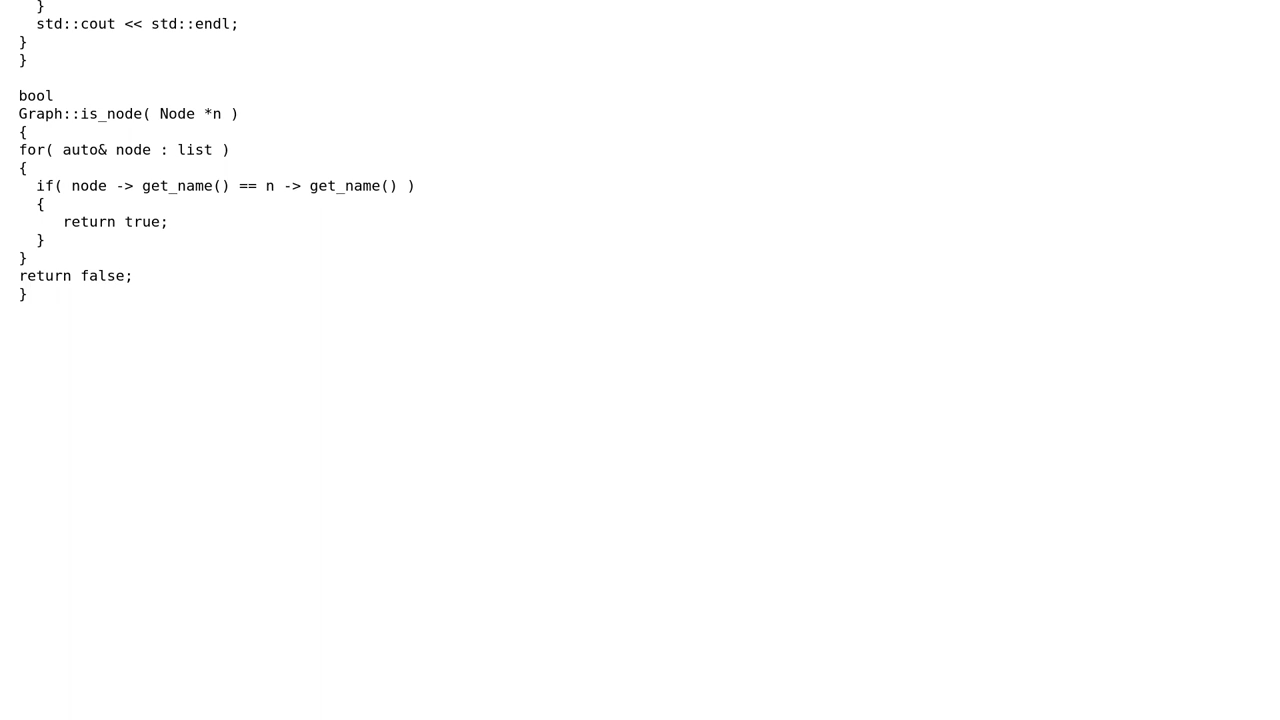 }
  std::cout << std::endl;
}
}

bool
Graph::is_node( Node *n )
{
for( auto& node : list )
{
  if( node -> get_name() == n -> get_name() )
  {
     return true;
  }
}
return false;
}